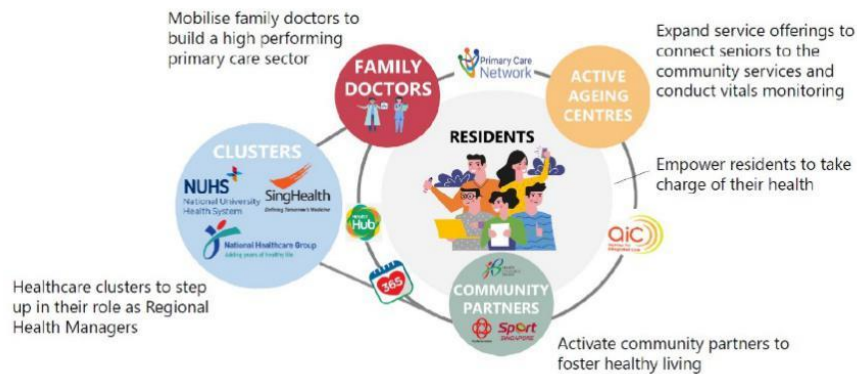 Mobilise family doctors to
build a high performing
primary care sector
Expand service offerings to
connect seniors to the
community services and
conduct vitals monitoring
FAMILY
DOCTORS
Primary Care
Network
ACTIVE
AGEING
CENTRES
RESIDENTS
CLUSTERS
NUHS
National University
Health System
SingHealth
Defining Tomorrow's Medicine
National Healthcare Group
Adding years of healthy life
Empower residents to take
charge of their health
Hub
365
aic
Healthcare clusters to step
up in their role as Regional
Health Managers
COMMUNITY
PARTNERS
Sport
SINGAPORE
Activate community partners to
foster healthy living